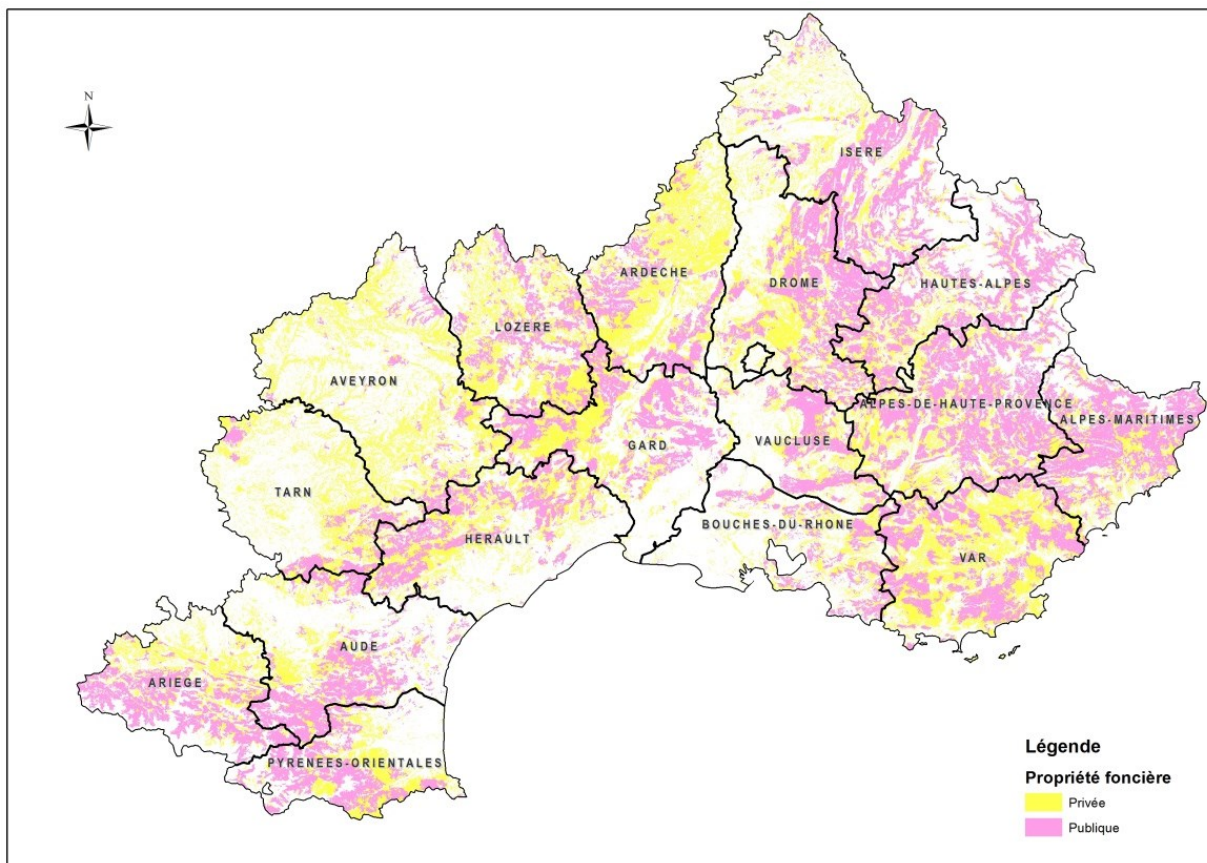 N
ISERE
ARDECHE
DROME
HAUTES-ALPES
LOZERE
AVEYRON
ALPES-DE-HAUTE-PROVENCE
ALPES-MARITIMES
GARD
VAUCLUSE
TARN
BOUCHES-DU-RHONE
HERAULT
VAR
AUDE
ARIEGE
PYRENEES-ORIENTALES
Légende
Propriété foncière
Privée
Publique